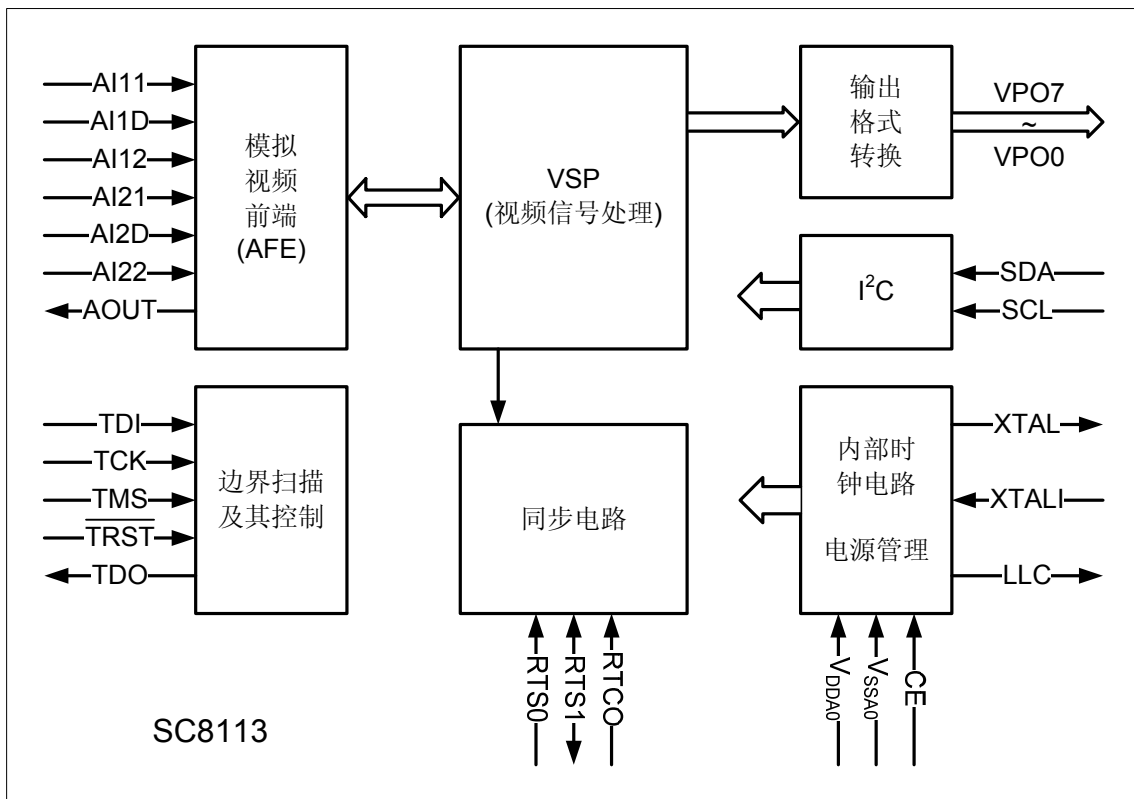 AI11
AI1D
AI12
AI21
AI2D
AI22
AOUT
模拟
视频
前端
(AFE)
VSP
(视频信号处理)
输出
格式
转换
VPO7
~
VPO0
I²C
SDA
SCL
TDI
TCK
TMS
TRST
TDO
边界扫描
及其控制
同步电路
内部时
钟电路
电源管理
XTAL
XTALI
LLC
RTS0
RTS1
RTCO
VDDA0
VSSA0
CE
SC8113